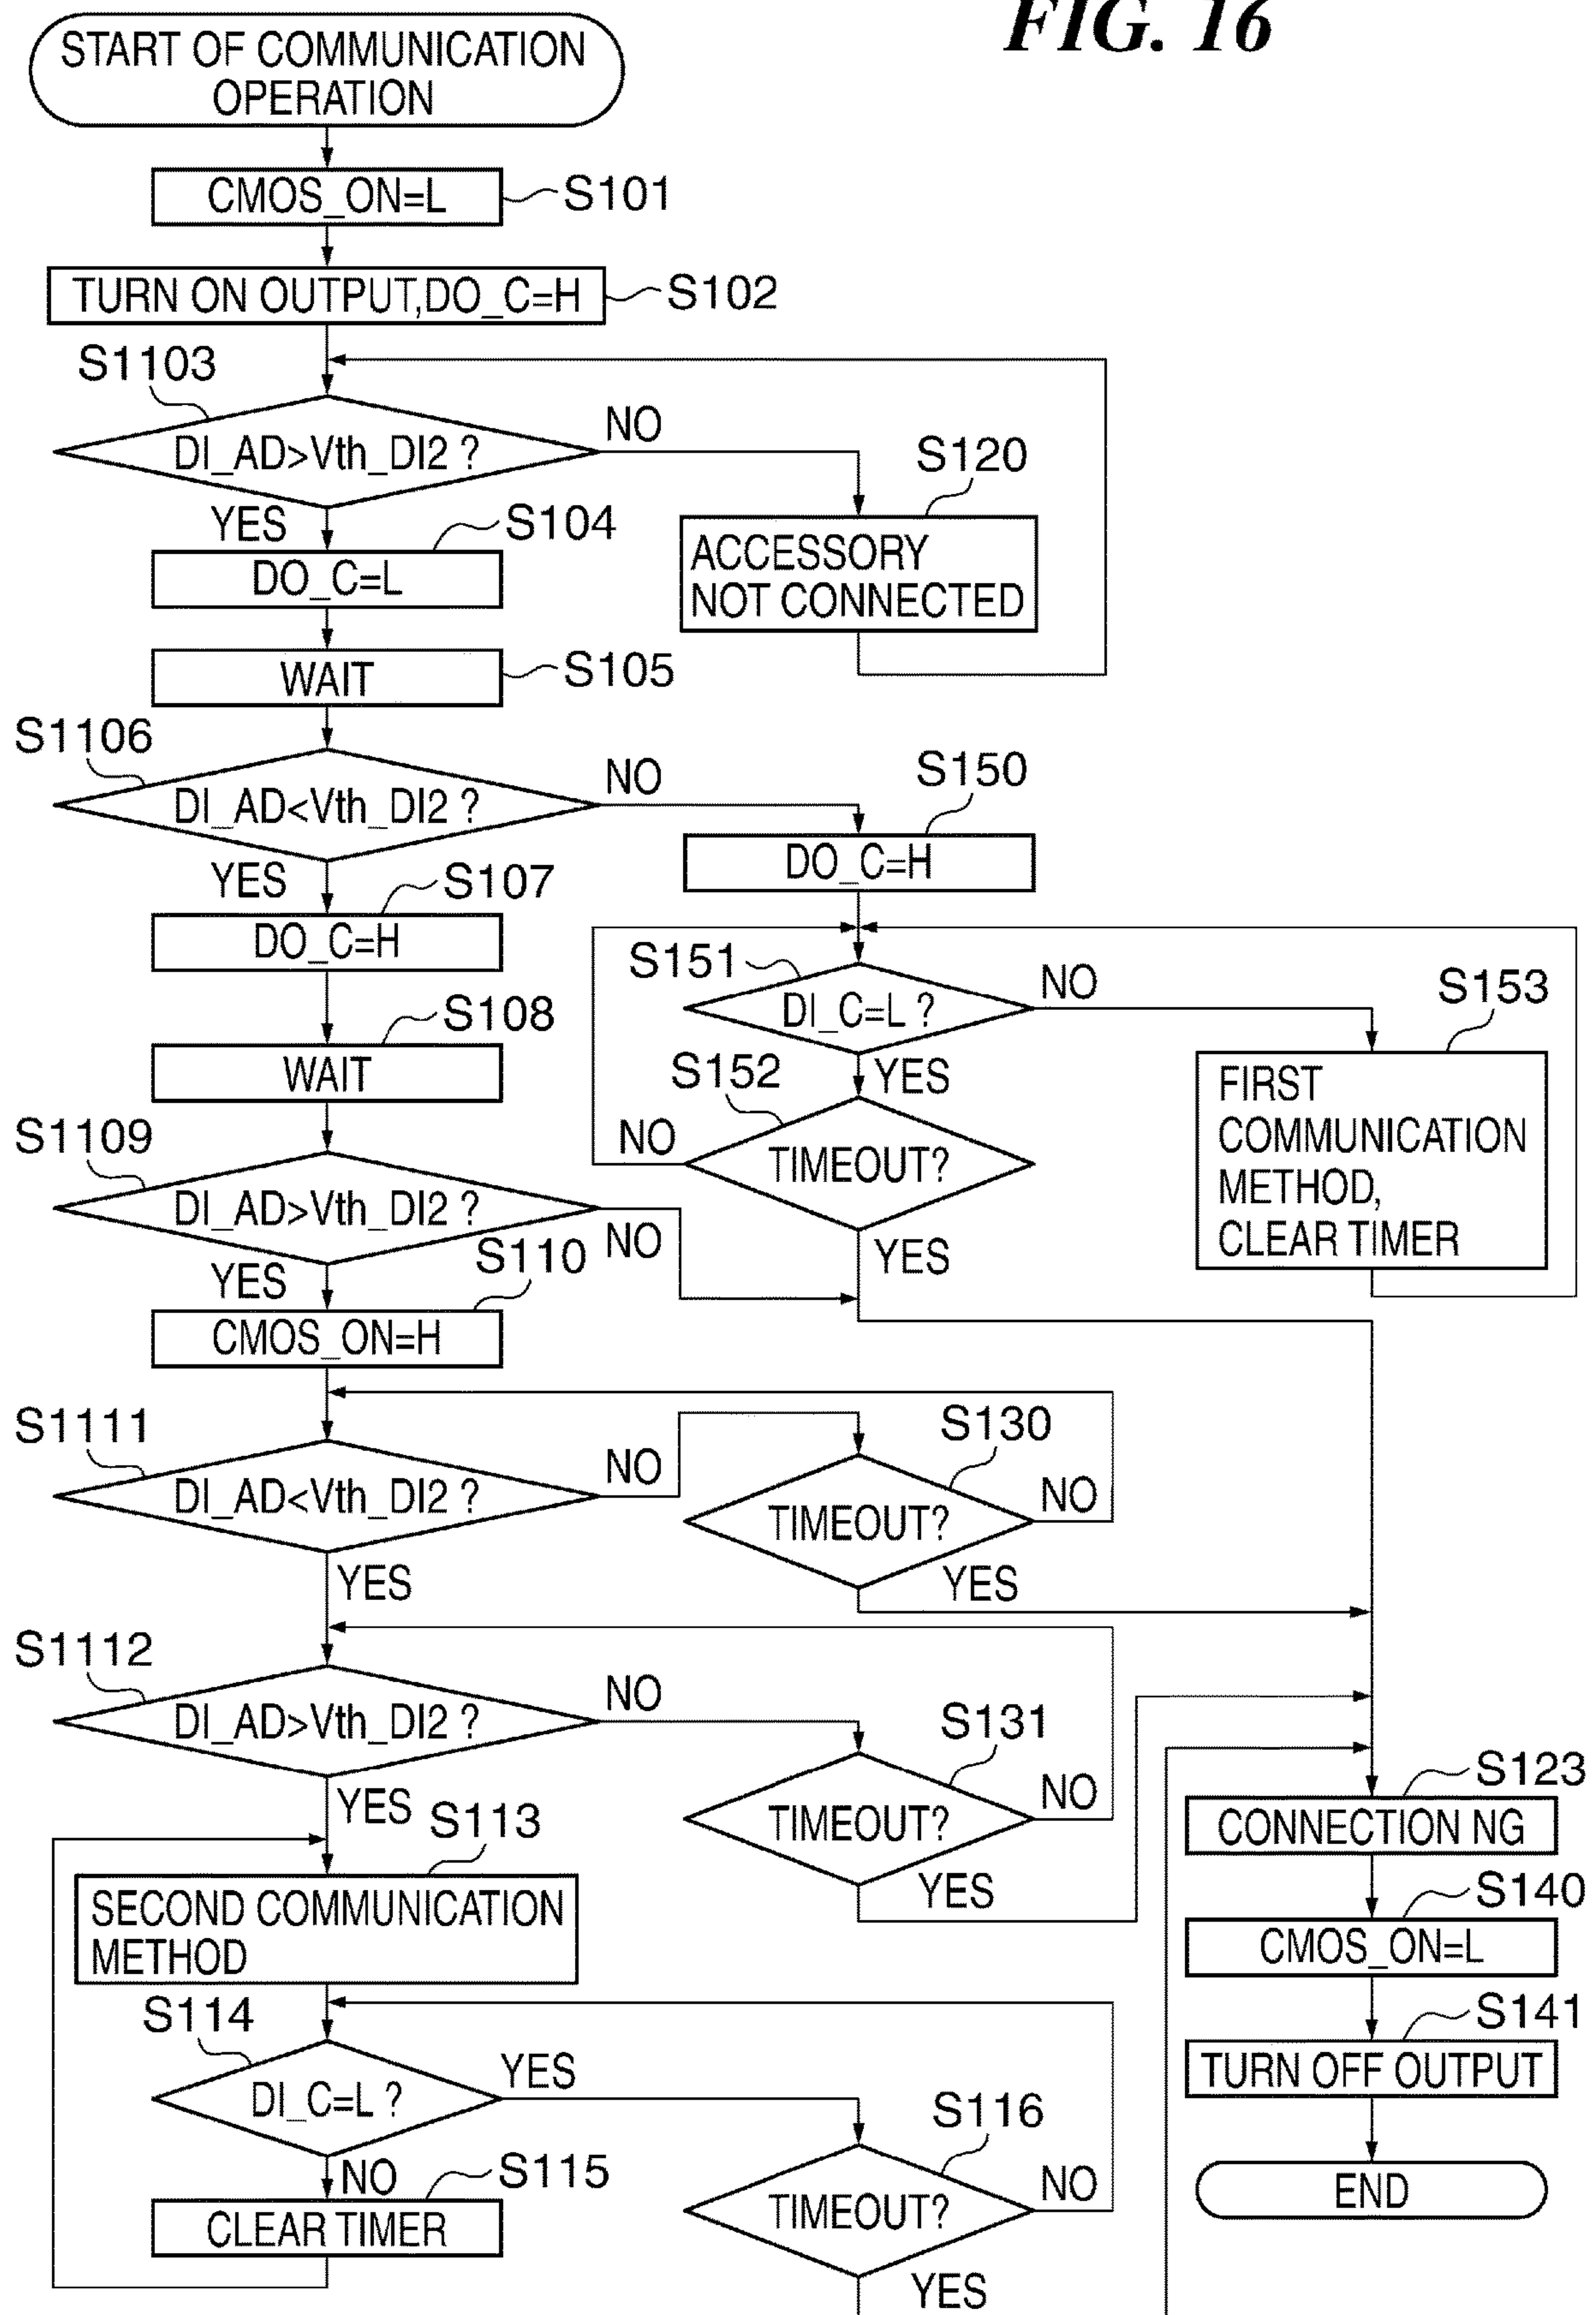 FIG. 16
START OF COMMUNICATION
OPERATION
CMOS_ON=L
S101
TURN ON OUTPUT,DO_C=H
S102
S1103
DI_AD>Vth_DI2 ?
NO
YES
S120
ACCESSORY
NOT CONNECTED
S104
DO_C=L
WAIT
S105
S1106
DI_AD<Vth_DI2 ?
NO
YES
S150
DO_C=H
S107
DO_C=H
S151
DI_C=L ?
NO
YES
S153
FIRST
COMMUNICATION
METHOD,
CLEAR TIMER
S108
WAIT
S152
TIMEOUT?
NO
YES
S1109
DI_AD>Vth_DI2 ?
NO
YES
S110
CMOS_ON=H
S1111
DI_AD<Vth_DI2 ?
NO
YES
S130
TIMEOUT?
NO
YES
S1112
DI_AD>Vth_DI2 ?
NO
YES
S131
TIMEOUT?
NO
YES
S123
CONNECTION NG
S140
CMOS_ON=L
S141
TURN OFF OUTPUT
END
S113
SECOND COMMUNICATION
METHOD
S114
DI_C=L ?
YES
NO
S116
TIMEOUT?
NO
YES
S115
CLEAR TIMER